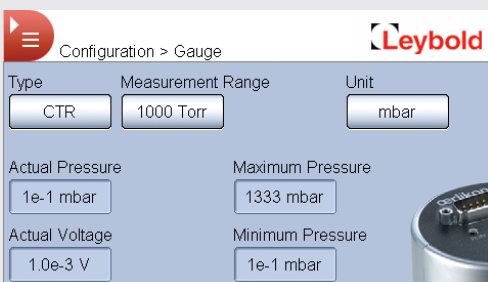 Configuration > Gauge
Leybold
Type Measurement Range Unit
CTR 1000 Torr mbar
Actual Pressure Maximum Pressure
1e-1 mbar 1333 mbar
Actual Voltage Minimum Pressure
1.0e-3 V 1e-1 mbar
oerlikon